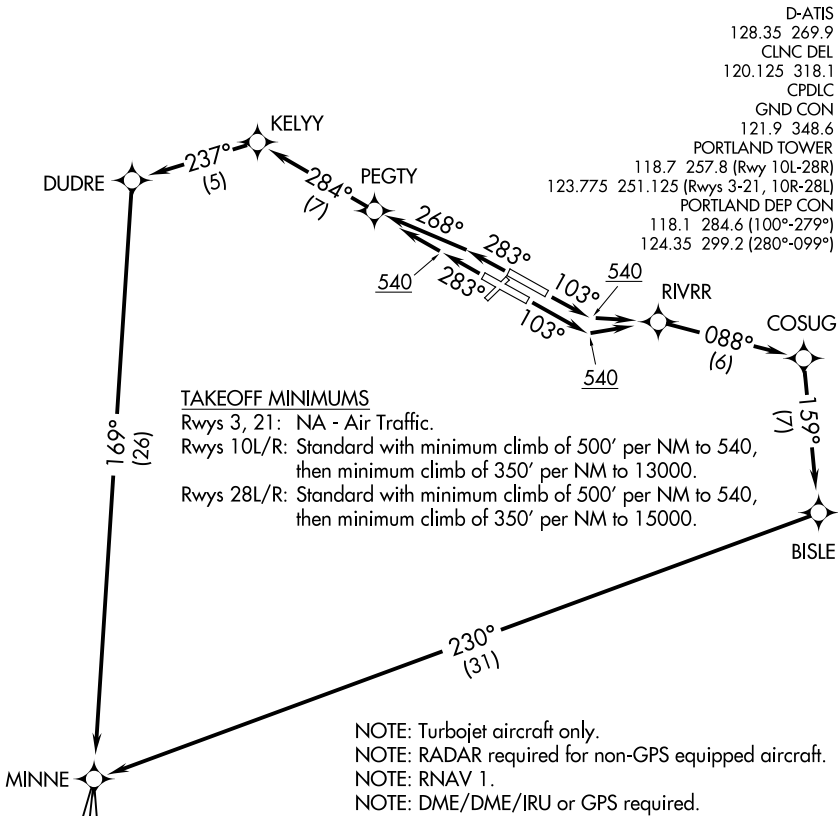 D-ATIS
128.35 269.9
CLNC DEL
120.125 318.1
CPDLC
GND CON
121.9 348.6
PORTLAND TOWER
118.7 257.8 (Rwy 10L-28R)
123.775 251.125 (Rwys 3-21, 10R-28L)
PORTLAND DEP CON
118.1 284.6 (100°-279°)
124.35 299.2 (280°-099°)
KELYY
237°
(5)
DUDRE
284°
(7)
PEGTY
268°
283°
540
283°
103°
540
103°
540
RIVRR
088°
(6)
COSUG
159°
(7)
BISLE
169°
(26)
TAKEOFF MINIMUMS
Rwys 3, 21: NA - Air Traffic.
Rwys 10L/R: Standard with minimum climb of 500' per NM to 540,
then minimum climb of 350' per NM to 13000.
Rwys 28L/R: Standard with minimum climb of 500' per NM to 540,
then minimum climb of 350' per NM to 15000.
230°
(31)
MINNE
NOTE: Turbojet aircraft only.
NOTE: RADAR required for non-GPS equipped aircraft.
NOTE: RNAV 1.
NOTE: DME/DME/IRU or GPS required.